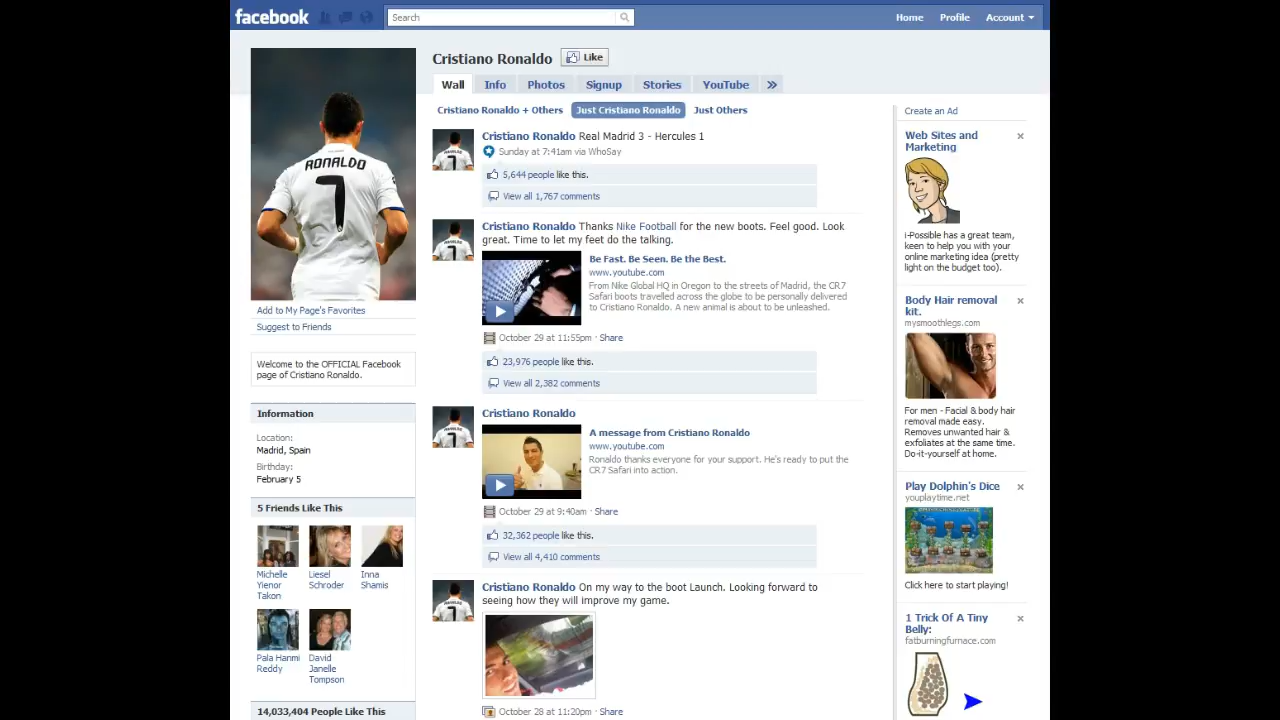 facebook
Search
Home Profile Account
Cristiano Ronaldo Like
Wall Info Photos Signup Stories YouTube »
Cristiano Ronaldo + Others Just Cristiano Ronaldo Just Others
RONALDO
7
Add to My Page's Favorites
Suggest to Friends
Welcome to the OFFICIAL Facebook
page of Cristiano Ronaldo.
Information
Location:
Madrid, Spain
Birthday:
February 5
5 Friends Like This
Michelle
Yienor
Takon
Liesel
Schroder
Inna
Shamis
Pala Hanmi
Reddy
David
Janelle
Tompson
14,033,404 People Like This
Cristiano Ronaldo Real Madrid 3 - Hercules 1
Sunday at 7:41am via WhoSay
5,644 people like this.
View all 1,767 comments
Cristiano Ronaldo Thanks Nike Football for the new boots. Feel good. Look
great. Time to let my feet do the talking.
Be Fast. Be Seen. Be the Best.
www.youtube.com
From Nike Global HQ in Oregon to the streets of Madrid, the CR7
Safari boots travelled across the globe to be personally delivered
to Cristiano Ronaldo. A new animal is about to be unleashed.
October 29 at 11:55pm · Share
23,976 people like this.
View all 2,382 comments
Cristiano Ronaldo
A message from Cristiano Ronaldo
www.youtube.com
Ronaldo thanks everyone for your support. He's ready to put the
CR7 Safari into action.
October 29 at 9:40am · Share
32,362 people like this.
View all 4,410 comments
Cristiano Ronaldo On my way to the boot Launch. Looking forward to
seeing how they will improve my game.
October 28 at 11:20pm · Share
Create an Ad
Web Sites and
Marketing
i-Possible has a great team,
keen to help you with your
online marketing idea (pretty
light on the budget too).
Body Hair removal
kit.
mysmoothlegs.com
For men - Facial & body hair
removal made easy.
Removes unwanted hair &
exfoliates at the same time.
Do-it-yourself at home.
Play Dolphin's Dice
youplaytime.net
Click here to start playing!
1 Trick Of A Tiny
Belly:
fatburningfurnace.com